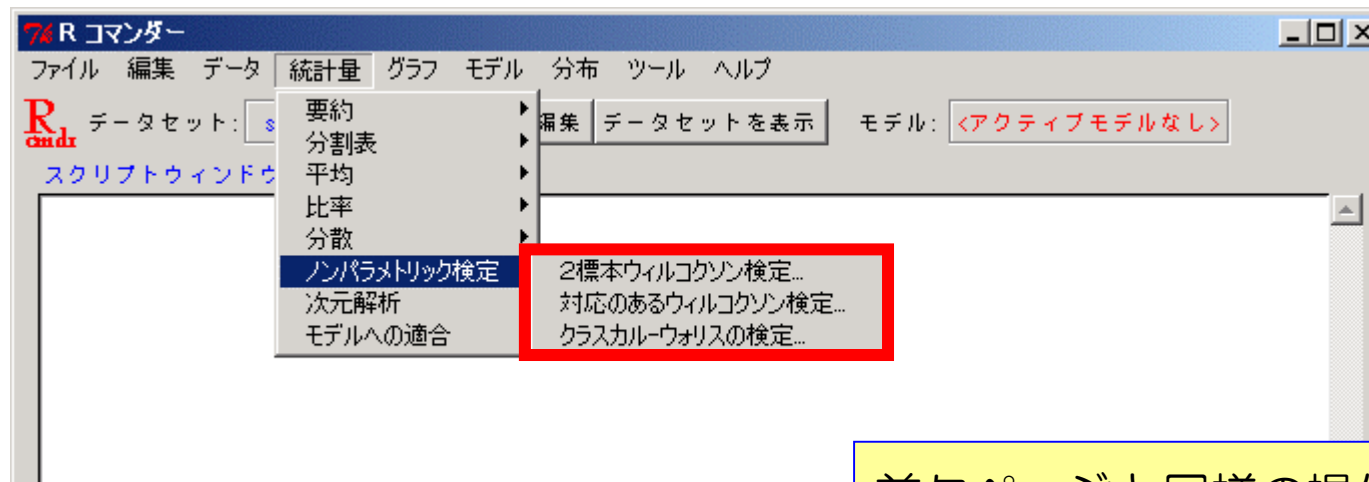 R コマンダー
ファイル 編集 データ 統計量 グラフ モデル 分布 ツール ヘルプ
R cmdr データセット: s 編集 データセットを表示 モデル: <アクティブモデルなし>
スクリプトウィンドウ
要約
分割表
平均
比率
分散
ノンパラメトリック検定
次元解析
モデルへの適合
2標本ウィルコクソン検定...
対応のあるウィルコクソン検定...
クラスカル-ウォリスの検定...